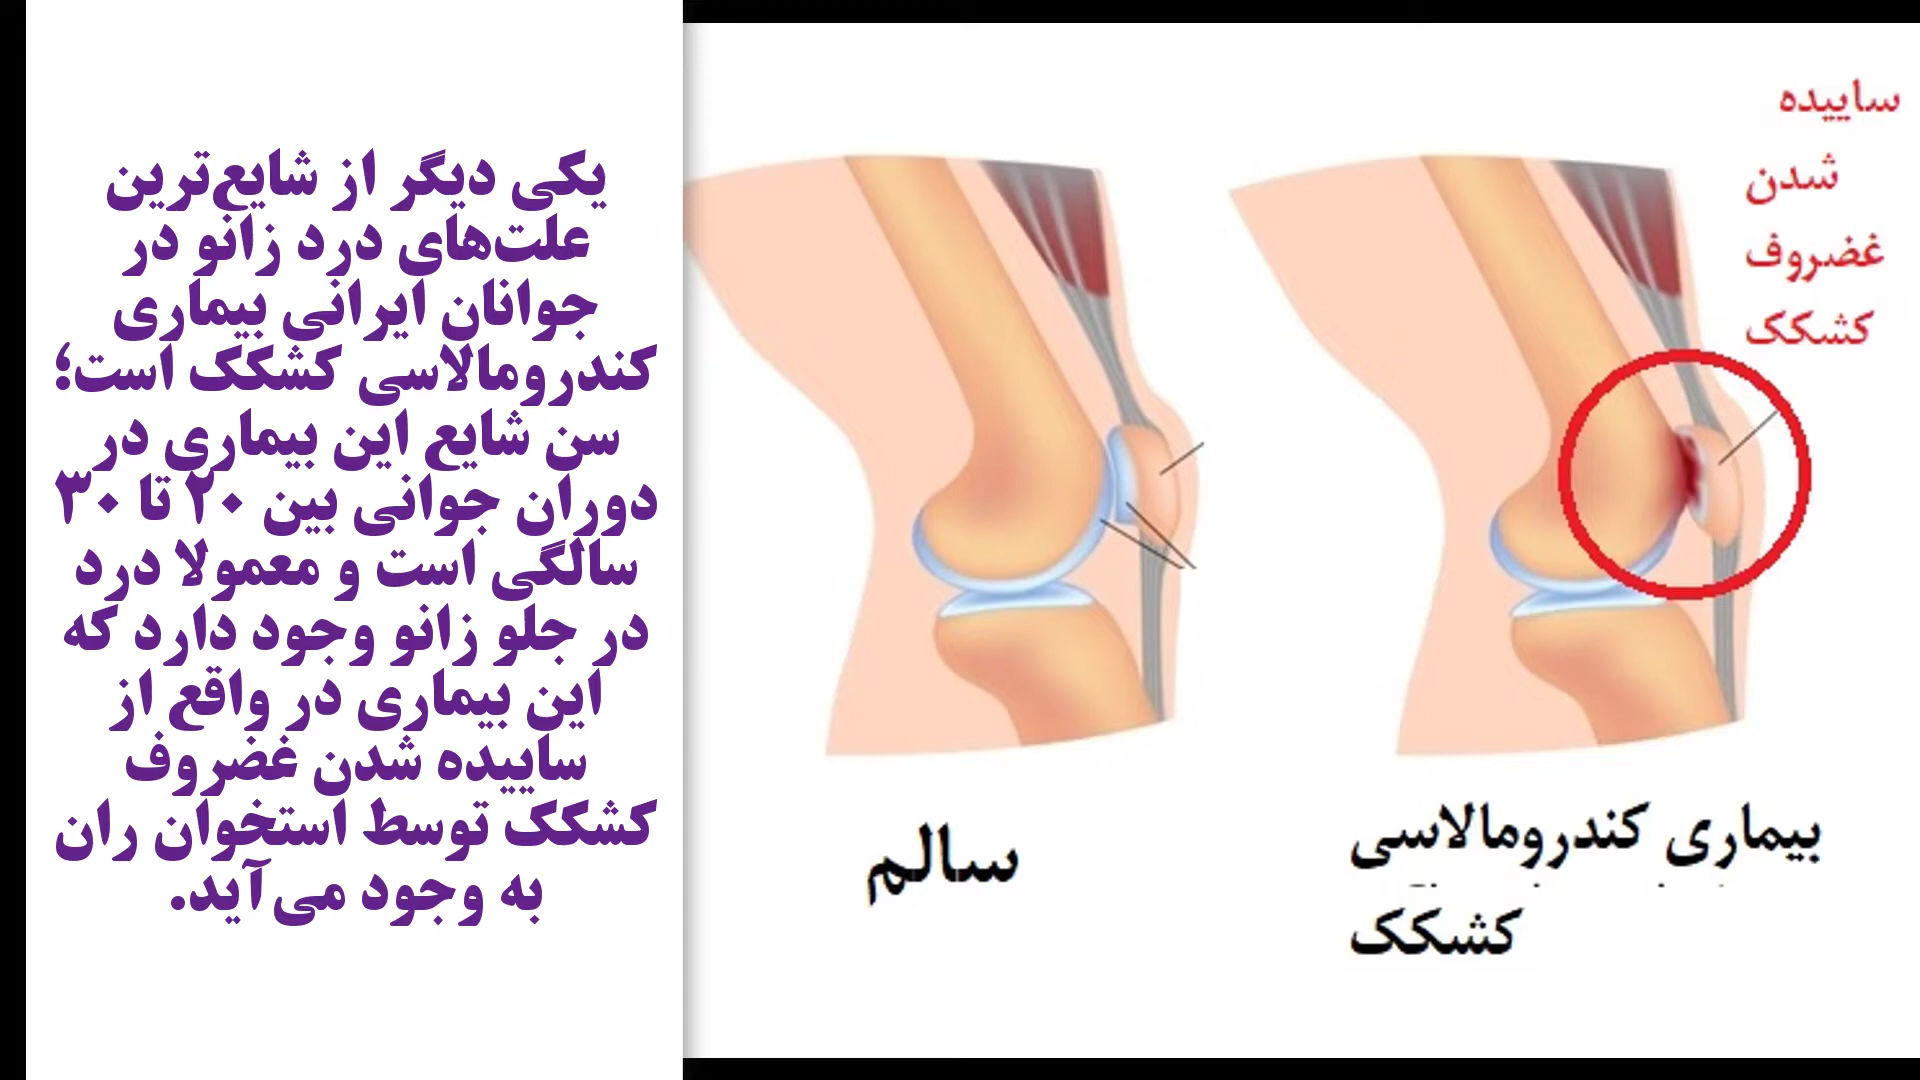 یکی دیگر از شایع‌ترین
علت‌های درد زانو در
جوانان ایرانی بیماری
کندرومالاسی کشکک است؛
سن شایع این بیماری در
دوران جوانی بین ۲۰ تا ۳۰
سالگی است و معمولا درد
در جلو زانو وجود دارد که
این بیماری در واقع از
ساییده شدن غضروف
کشکک توسط استخوان ران
به وجود می‌آید.
ساییده
شدن
غضروف
کشکک
سالم
بیماری کندرومالاسی
کشکک